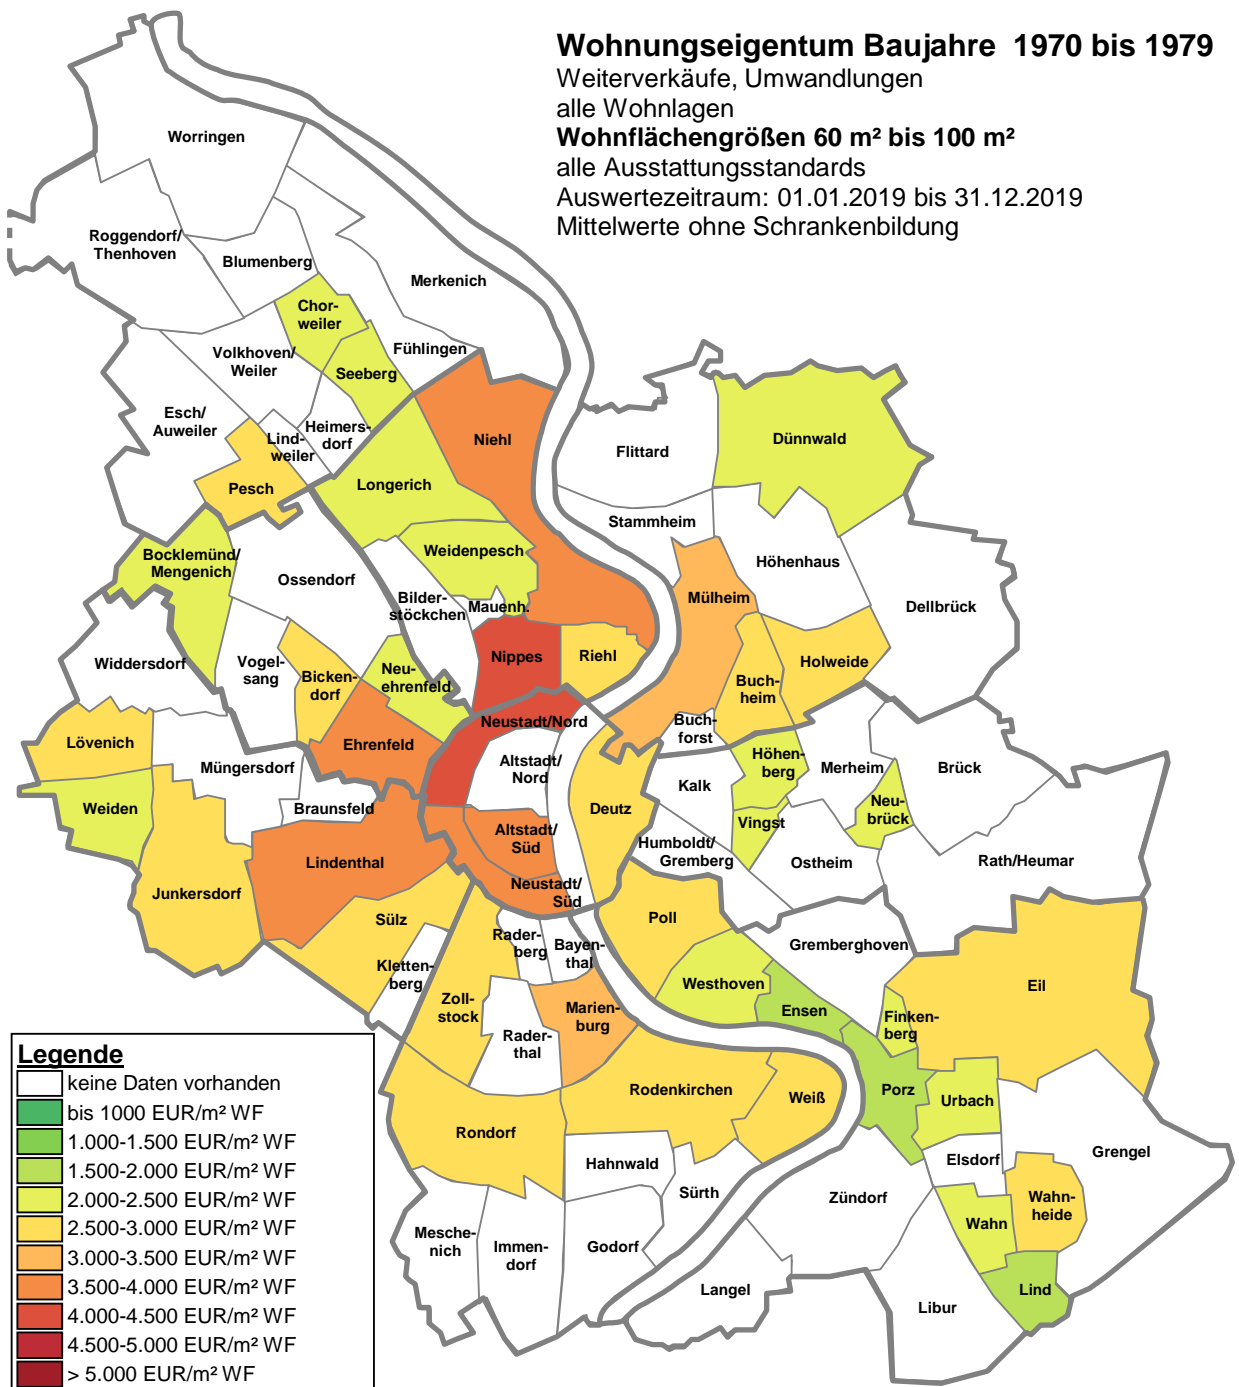 Wohnungseigentum Baujahre 1970 bis 1979
Weiterverkäufe, Umwandlungen
alle Wohnlagen
Wohnflächengrößen 60 m² bis 100 m²
alle Ausstattungsstandards
Auswertezeitraum: 01.01.2019 bis 31.12.2019
Mittelwerte ohne Schrankenbildung
Worringen
Roggendorf/
Thenhoven
Blumenberg
Merkenich
Chor-
weiler
Fühlingen
Volkhoven/
Weiler
Seeberg
Esch/
Auweiler
Lind-
weiler
Heimers-
dorf
Niehl
Flittard
Dünnwald
Pesch
Longerich
Stammheim
Höhenhaus
Bocklemünd/
Mengenich
Ossendorf
Weidenpesch
Bilder-
stöckchen
Mauenh.
Mülheim
Dellbrück
Widdersdorf
Vogel-
sang
Bicken-
dorf
Neu-
ehrenfeld
Nippes
Riehl
Buch-
heim
Holweide
Lövenich
Müngersdorf
Ehrenfeld
Neustadt/Nord
Buch-
forst
Altstadt/
Nord
Höhen-
berg
Merheim
Brück
Weiden
Braunsfeld
Deutz
Kalk
Neu-
brück
Vingst
Altstadt/
Süd
Humboldt/
Gremberg
Ostheim
Rath/Heumar
Lindenthal
Junkersdorf
Neustadt/
Süd
Sülz
Poll
Rader-
berg
Bayen-
thal
Gremberghoven
Kletten-
berg
Westhoven
Eil
Zoll-
stock
Marien-
burg
Ensen
Finken-
berg
Rader-
thal
Rodenkirchen
Weiß
Porz
Urbach
Rondorf
Hahnwald
Elsdorf
Grengel
Sürth
Zündorf
Wahn-
heide
Wahn
Mesche-
nich
Immen-
dorf
Godorf
Langel
Libur
Lind
Legende
keine Daten vorhanden
bis 1000 EUR/m² WF
1.000-1.500 EUR/m² WF
1.500-2.000 EUR/m² WF
2.000-2.500 EUR/m² WF
2.500-3.000 EUR/m² WF
3.000-3.500 EUR/m² WF
3.500-4.000 EUR/m² WF
4.000-4.500 EUR/m² WF
4.500-5.000 EUR/m² WF
> 5.000 EUR/m² WF